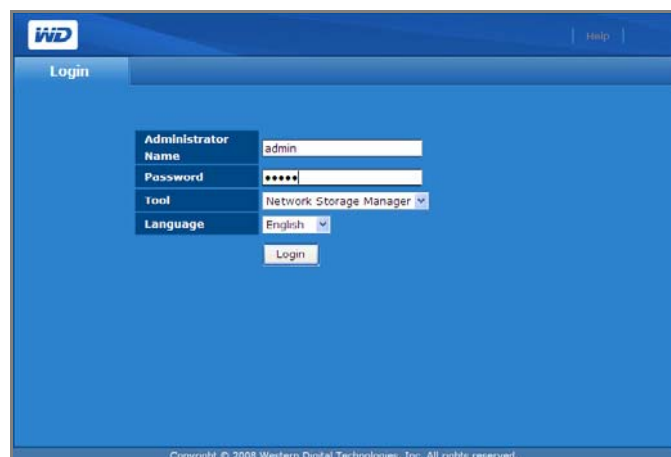 WD
Help
Login
Administrator
Name
admin
Password
•••••
Tool
Network Storage Manager
Language
English
Login
Copyright © 2008 Western Digital Technologies, Inc. All rights reserved.